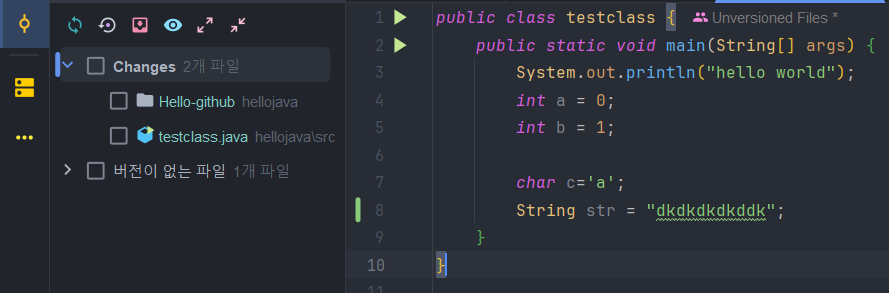 Changes 2개 파일
Hello-github hellojava
testclass.java hellojava\src
버전이 없는 파일 1개 파일
1 public class testclass { Unversioned Files *
2 public static void main(String[] args) {
3 System.out.println("hello world");
4 int a = 0;
5 int b = 1;
6
7 char c='a';
8 String str = "dkdkdkdkddk";
9 }
10 }
11